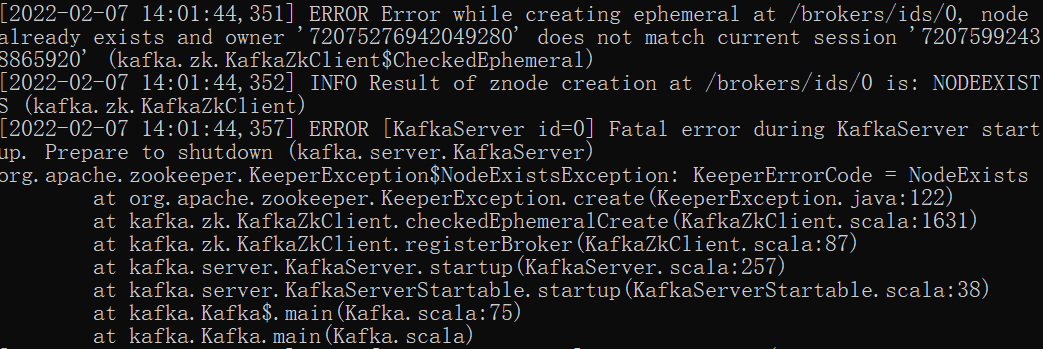 [2022-02-07 14:01:44,351] ERROR Error while creating ephemeral at /brokers/ids/0, node
already exists and owner '72075276942049280' does not match current session '7207599243
8865920' (kafka.zk.KafkaZkClient$CheckedEphemeral)
[2022-02-07 14:01:44,352] INFO Result of znode creation at /brokers/ids/0 is: NODEEXIST
S (kafka.zk.KafkaZkClient)
[2022-02-07 14:01:44,357] ERROR [KafkaServer id=0] Fatal error during KafkaServer start
up. Prepare to shutdown (kafka.server.KafkaServer)
org.apache.zookeeper.KeeperException$NodeExistsException: KeeperErrorCode = NodeExists
at org.apache.zookeeper.KeeperException.create(KeeperException.java:122)
at kafka.zk.KafkaZkClient.checkedEphemeralCreate(KafkaZkClient.scala:1631)
at kafka.zk.KafkaZkClient.registerBroker(KafkaZkClient.scala:87)
at kafka.server.KafkaServer.startup(KafkaServer.scala:257)
at kafka.server.KafkaServerStartable.startup(KafkaServerStartable.scala:38)
at kafka.Kafka$.main(Kafka.scala:75)
at kafka.Kafka.main(Kafka.scala)